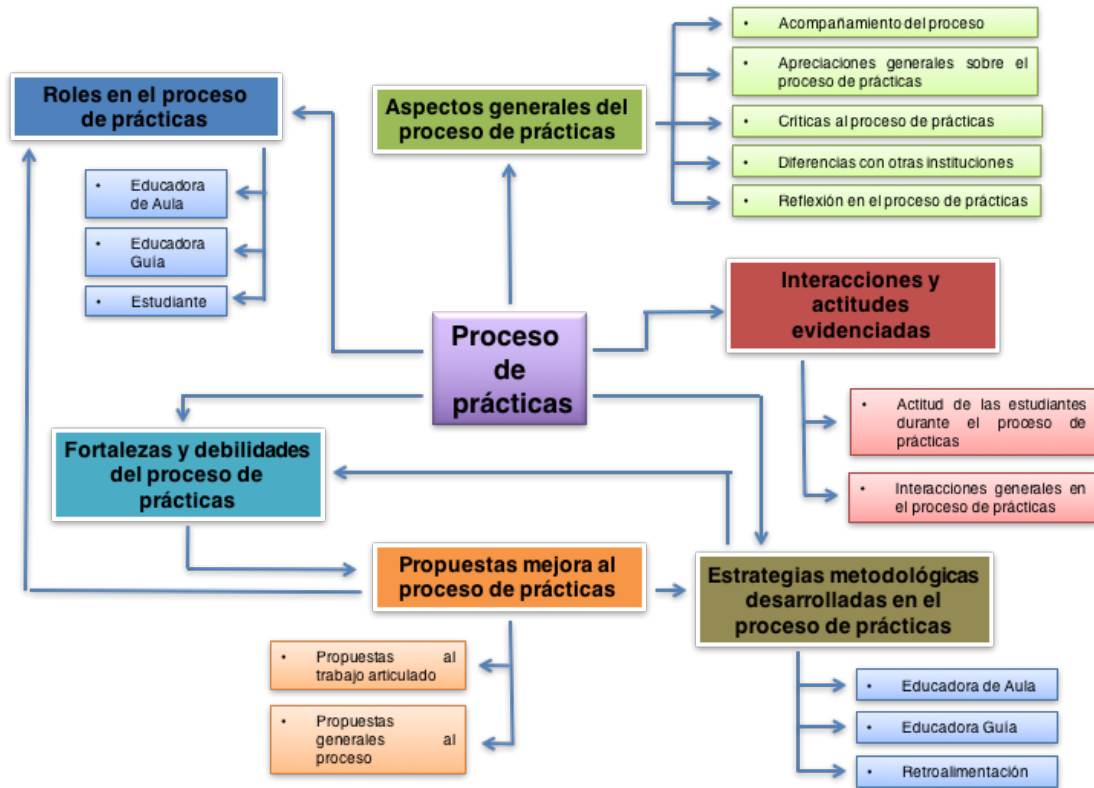 Acompañamiento del proceso
Apreciaciones generales sobre el
proceso de prácticas
Críticas al proceso de prácticas
Diferencias con otras instituciones
Reflexión en el proceso de prácticas
Aspectos generales del
proceso de prácticas
Roles en el proceso
de prácticas
Educadora
de Aula
Educadora
Guía
Estudiante
Interacciones y
actitudes
evidenciadas
Actitud de las estudiantes
durante el proceso de
prácticas
Interacciones generales en
el proceso de prácticas
Proceso
de
prácticas
Fortalezas y debilidades
del proceso de
prácticas
Propuestas mejora al
proceso de prácticas
Propuestas al
trabajo articulado
Propuestas
generales al
proceso
Estrategias metodológicas
desarrolladas en el
proceso de prácticas
Educadora de Aula
Educadora Guía
Retroalimentación